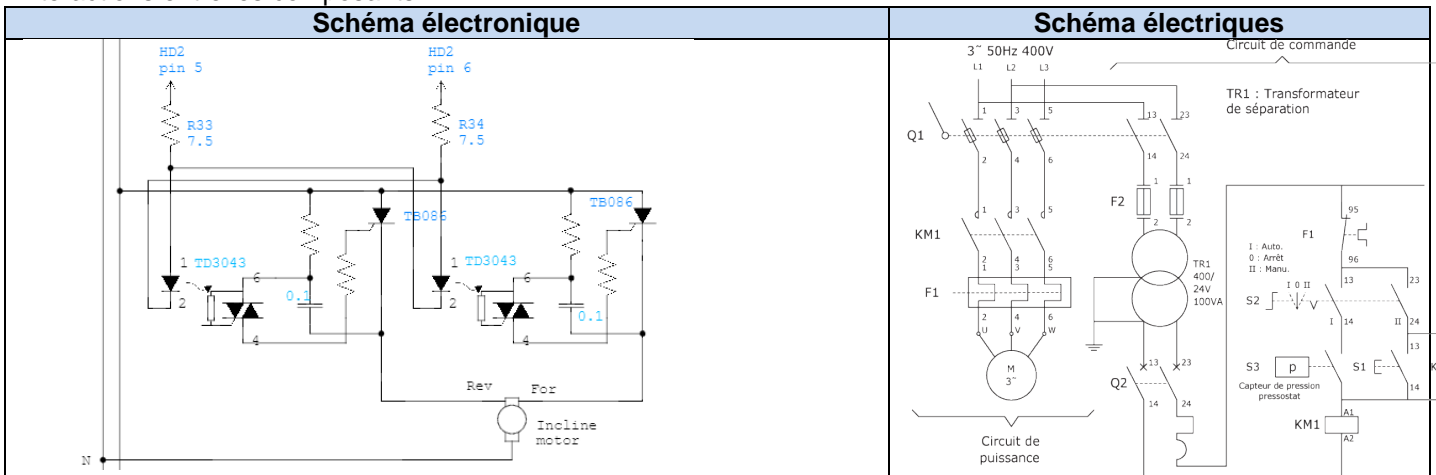 Schéma électronique
Schéma électriques
HD2
pin 5
HD2
pin 6
R33
7.5
R34
7.5
TB086
TB086
1 TD3043
2
6
4
0.1
1 TD3043
2
6
4
0.1
Rev
For
Incline
motor
N
3~ 50Hz 400V
L1 L2 L3
Circuit de commande
TR1 : Transformateur
de séparation
1 3 5 13 23
Q1
2 4 6 14 24
1 1
F2
2 2
1 3 5
KM1
2 4 6
1 3 5
F1
2 4 6
U V W
M
3~
Circuit de
puissance
TR1
400/
24V
100VA
13 23
Q2
14 24
95
F1
96
I : Auto.
0 : Arrêt
II : Manu.
I 0 II
13 23
S2
I 14 II 24
13
S3 p S1 K
Capteur de pression
pressostat
14
KM1
A1
A2